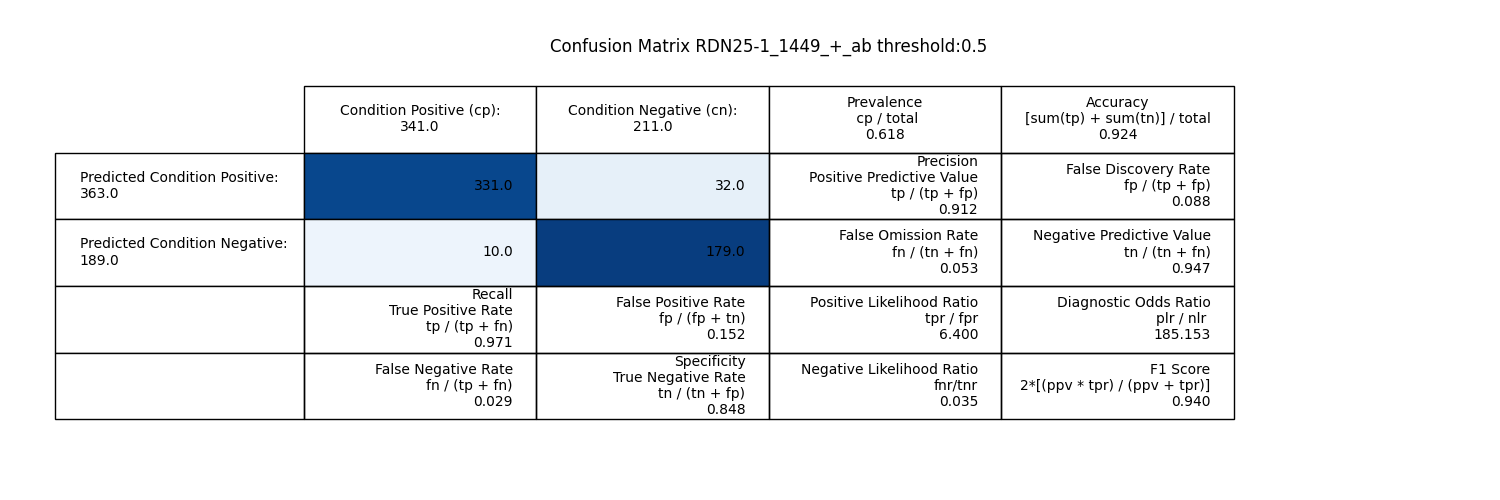 Confusion Matrix RDN25-1_1449_+_ab threshold:0.5
Condition Positive (cp):
341.0
Condition Negative (cn):
211.0
Prevalence
cp / total
0.618
Accuracy
[sum(tp) + sum(tn)] / total
0.924
Predicted Condition Positive:
363.0
331.0
32.0
Precision
Positive Predictive Value
tp / (tp + fp)
0.912
False Discovery Rate
fp / (tp + fp)
0.088
Predicted Condition Negative:
189.0
10.0
179.0
False Omission Rate
fn / (tn + fn)
0.053
Negative Predictive Value
tn / (tn + fn)
0.947
Recall
True Positive Rate
tp / (tp + fn)
0.971
False Positive Rate
fp / (fp + tn)
0.152
Positive Likelihood Ratio
tpr / fpr
6.400
Diagnostic Odds Ratio
plr / nlr
185.153
False Negative Rate
fn / (tp + fn)
0.029
Specificity
True Negative Rate
tn / (tn + fp)
0.848
Negative Likelihood Ratio
fnr/tnr
0.035
F1 Score
2*[(ppv * tpr) / (ppv + tpr)]
0.940